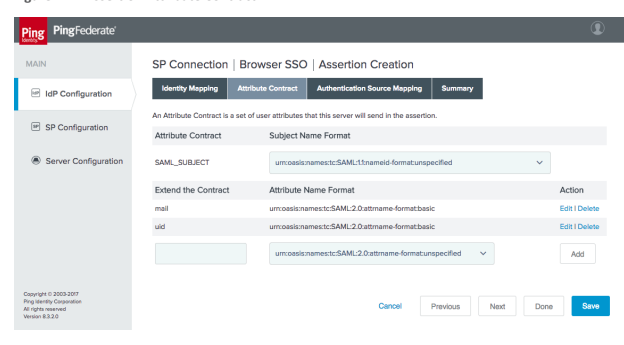 Ping
Identity
PingFederate®
MAIN
IdP
IdP Configuration
SP
SP Configuration
Server Configuration
Copyright © 2003-2017
Ping Identity Corporation
All rights reserved
Version 8.3.2.0
SP Connection | Browser SSO | Assertion Creation
Identity Mapping Attribute Contract Authentication Source Mapping Summary
An Attribute Contract is a set of user attributes that this server will send in the assertion.
Attribute Contract Subject Name Format
SAML_SUBJECT urn:oasis:names:tc:SAML:1.1:nameid-format:unspecified
Extend the Contract Attribute Name Format Action
mail urn:oasis:names:tc:SAML:2.0:attrname-format:basic Edit | Delete
uid urn:oasis:names:tc:SAML:2.0:attrname-format:basic Edit | Delete
urn:oasis:names:tc:SAML:2.0:attrname-format:unspecified Add
Cancel Previous Next Done Save